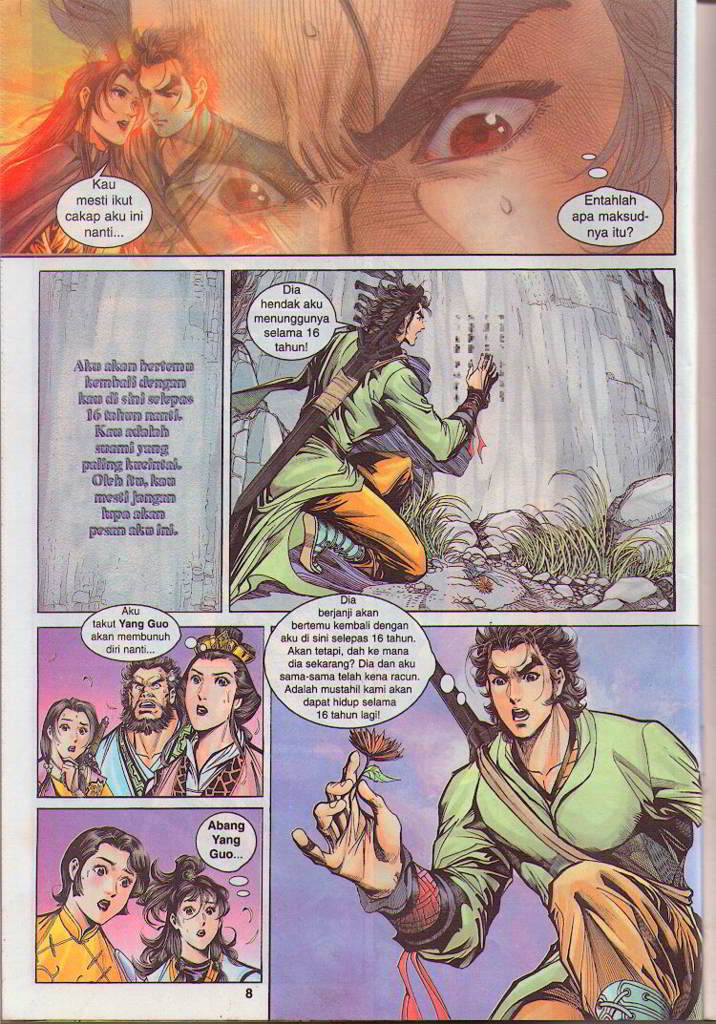 Kau
mesti ikut
cakap aku ini
nanti...
Entahlah
apa maksud-
nya itu?
Aku akan bertemu
kembali dengan
kau di sini selepas
16 tahun nanti.
Kau adalah
suami yang
paling kucintai.
Oleh itu, kau
mesti jangan
lupa akan
pesan aku ini.
Dia
hendak aku
menunggunya
selama 16
tahun!
Aku
takut Yang Guo
akan membunuh
diri nanti...
Dia
berjanji akan
bertemu kembali dengan
aku di sini selepas 16 tahun.
Akan tetapi, dah ke mana
dia sekarang? Dia dan aku
sama-sama telah kena racun.
Adalah mustahil kami akan
dapat hidup selama
16 tahun lagi!
Abang
Yang
Guo...
8